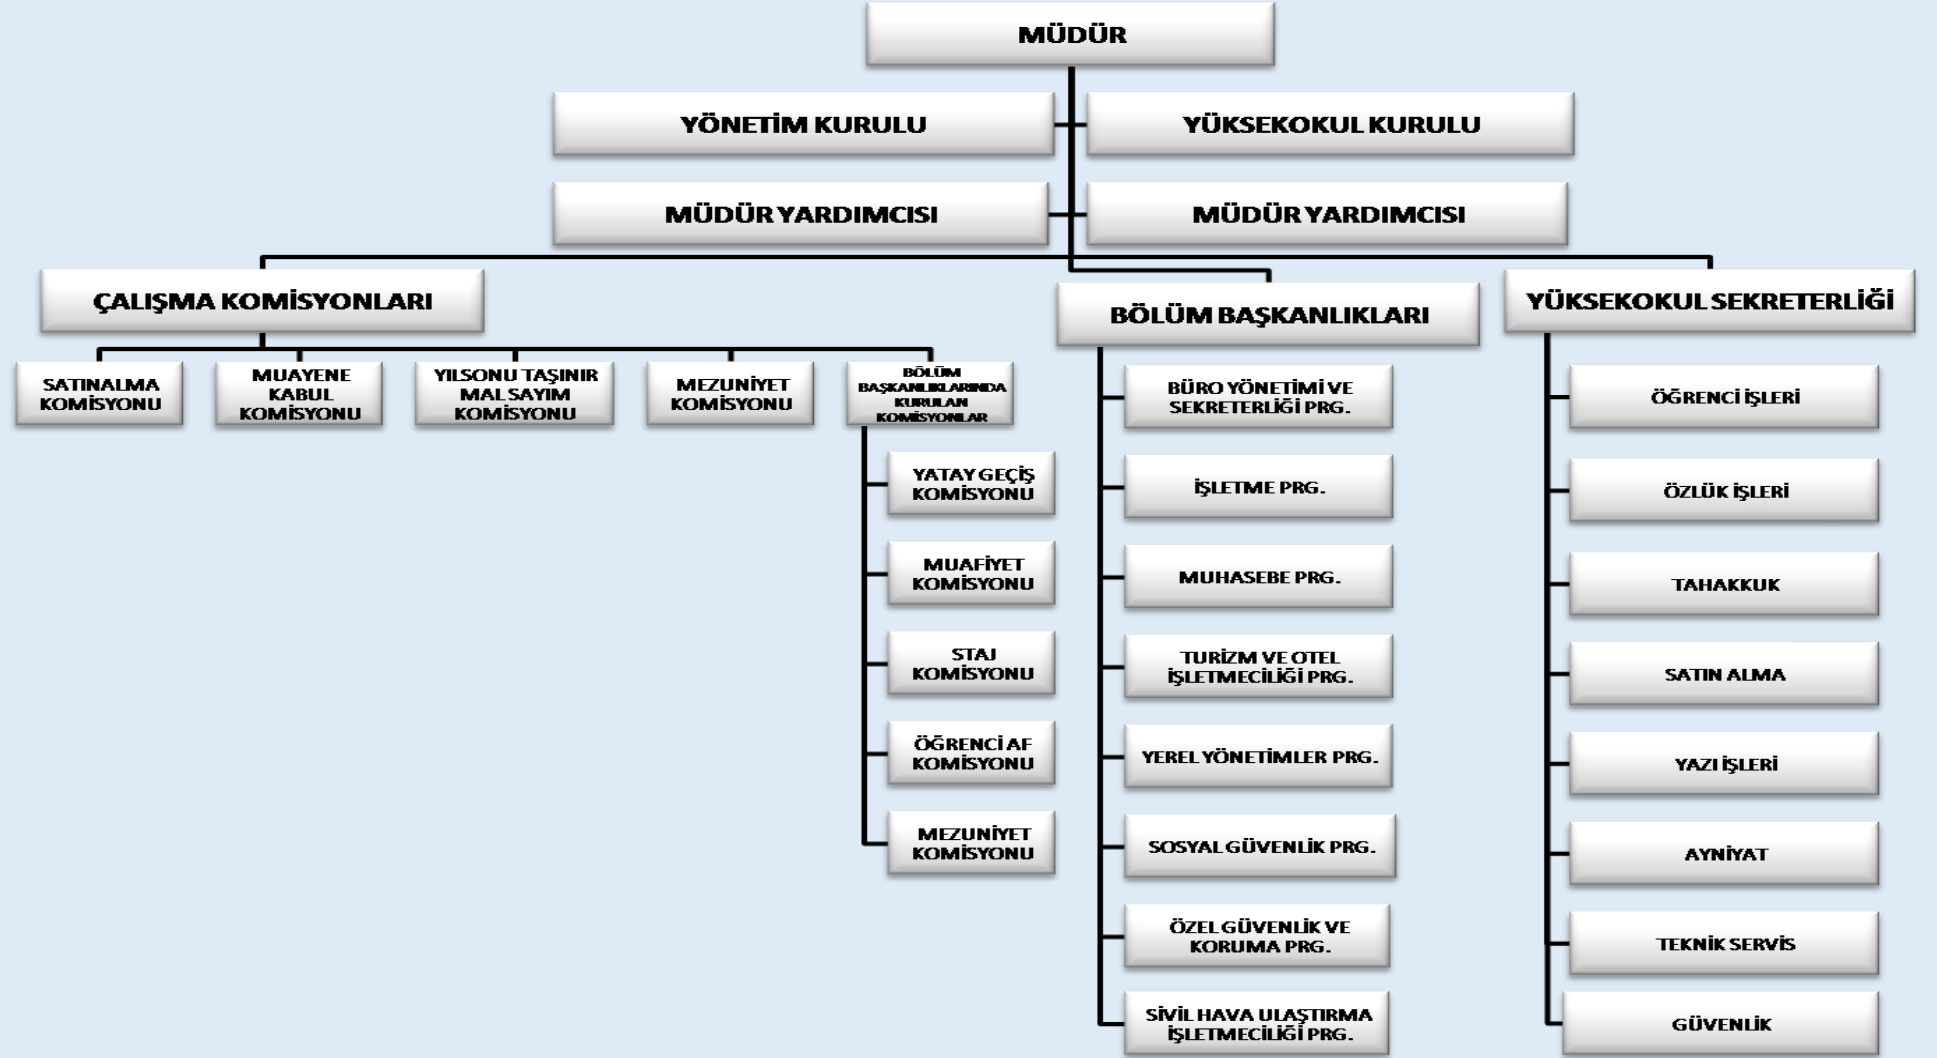 MÜDÜR
YÖNETİM KURULU
YÜKSEKOKUL KURULU
MÜDÜR YARDIMCISI
MÜDÜR YARDIMCISI
ÇALIŞMA KOMİSYONLARI
SATINALMA
KOMİSYONU
MUAYENE
KABUL
KOMİSYONU
YILSONU TAŞINIR
MAL SAYIM
KOMİSYONU
MEZUNİYET
KOMİSYONU
BÖLÜM
BAŞKANLIKLARINDA
KURULAN
KOMİSYONLAR
YATAY GEÇİŞ
KOMİSYONU
MUAFİYET
KOMİSYONU
STAJ
KOMİSYONU
ÖĞRENCİ AF
KOMİSYONU
MEZUNİYET
KOMİSYONU
BÖLÜM BAŞKANLIKLARI
BÜRO YÖNETİMİ VE
SEKRETERLİĞİ PRG.
İŞLETME PRG.
MUHASEBE PRG.
TURİZM VE OTEL
İŞLETMECİLİĞİ PRG.
YEREL YÖNETİMLER PRG.
SOSYAL GÜVENLİK PRG.
ÖZEL GÜVENLİK VE
KORUMA PRG.
SİVİL HAVA ULAŞTIRMA
İŞLETMECİLİĞİ PRG.
YÜKSEKOKUL SEKRETERLİĞİ
ÖĞRENCİ İŞLERİ
ÖZLÜK İŞLERİ
TAHAKKUK
SATIN ALMA
YAZI İŞLERİ
AYNİYAT
TEKNİK SERVİS
GÜVENLİK